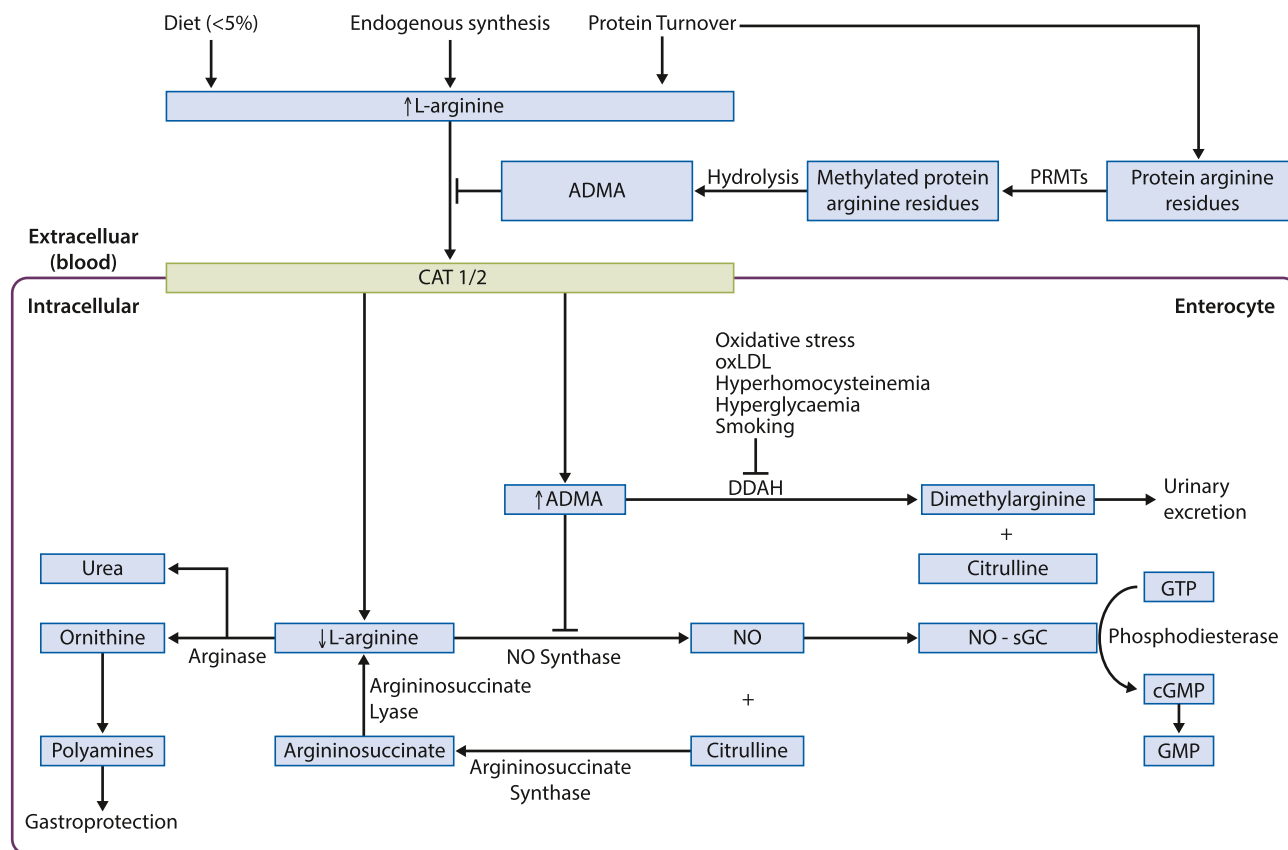 Diet (<5%)
Endogenous synthesis
Protein Turnover
↑L-arginine
ADMA
Hydrolysis
Methylated protein
arginine residues
PRMTs
Protein arginine
residues
Extracelluar
(blood)
CAT 1/2
Intracellular
Enterocyte
Oxidative stress
oxLDL
Hyperhomocysteinemia
Hyperglycaemia
Smoking
↑ADMA
DDAH
Dimethylarginine
Urinary
excretion
+
Citrulline
Urea
GTP
Ornithine
Arginase
↓L-arginine
NO Synthase
NO
NO - sGC
Phosphodiesterase
Argininosuccinate
Lyase
+
cGMP
Polyamines
Argininosuccinate
Argininosuccinate
Synthase
Citrulline
GMP
Gastroprotection